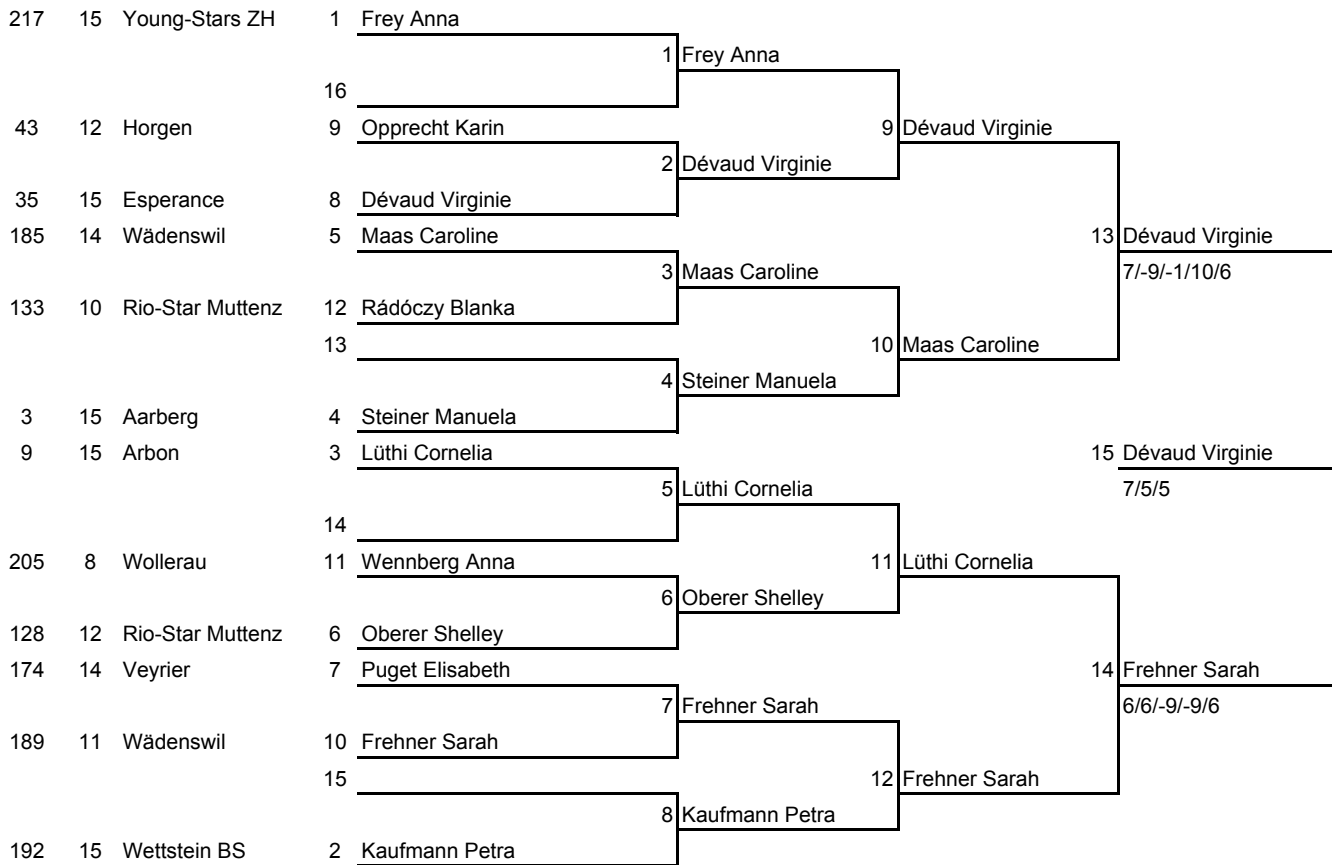 217 15 Young-Stars ZH 1 Frey Anna
1 Frey Anna
16
43 12 Horgen 9 Opprecht Karin 9 Dévaud Virginie
2 Dévaud Virginie
35 15 Esperance 8 Dévaud Virginie
185 14 Wädenswil 5 Maas Caroline 13 Dévaud Virginie
3 Maas Caroline 7/-9/-1/10/6
133 10 Rio-Star Muttenz 12 Rádóczy Blanka
13 10 Maas Caroline
4 Steiner Manuela
3 15 Aarberg 4 Steiner Manuela
9 15 Arbon 3 Lüthi Cornelia 15 Dévaud Virginie
5 Lüthi Cornelia 7/5/5
14
205 8 Wollerau 11 Wennberg Anna 11 Lüthi Cornelia
6 Oberer Shelley
128 12 Rio-Star Muttenz 6 Oberer Shelley
174 14 Veyrier 7 Puget Elisabeth 14 Frehner Sarah
7 Frehner Sarah 6/6/-9/-9/6
189 11 Wädenswil 10 Frehner Sarah
15 12 Frehner Sarah
8 Kaufmann Petra
192 15 Wettstein BS 2 Kaufmann Petra